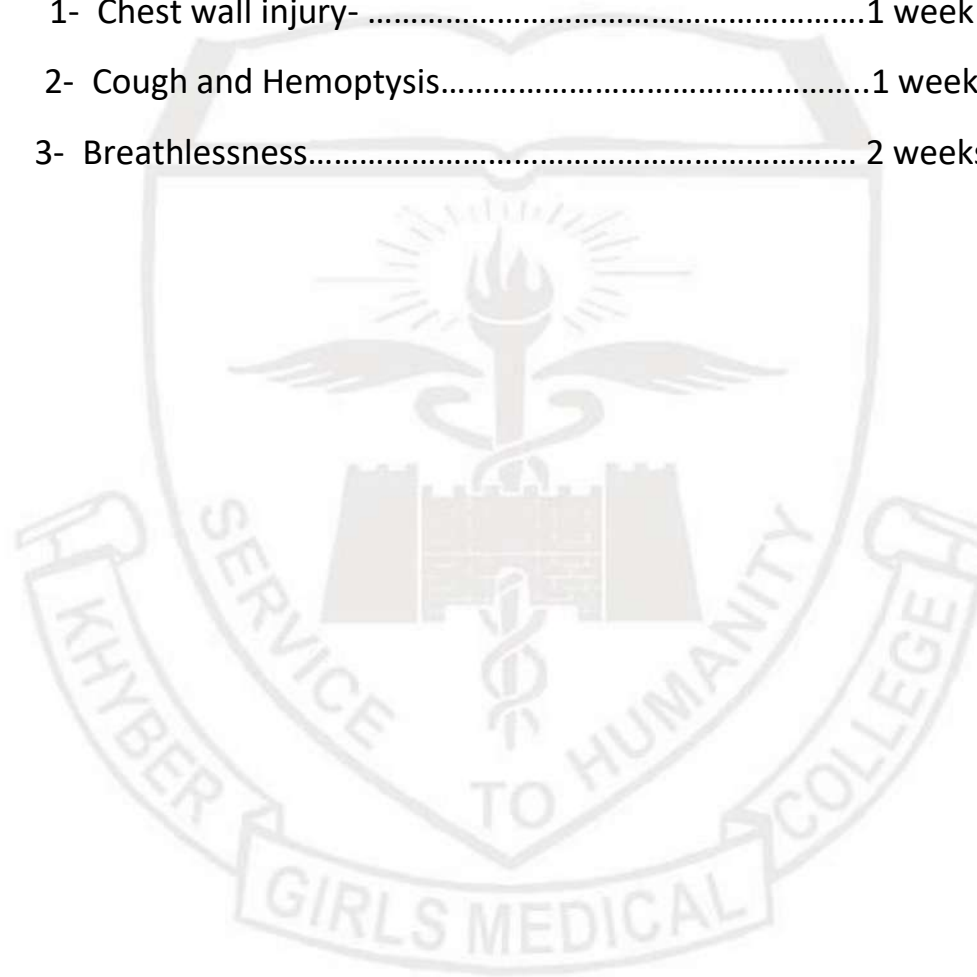 1- Chest wall injury- ……………………………………………….1 week
2- Cough and Hemoptysis…………………………………………..1 week
3- Breathlessness……………………………………………………. 2 weeks
SERVICE TO HUMANITY
KHYBER GIRLS MEDICAL COLLEGE